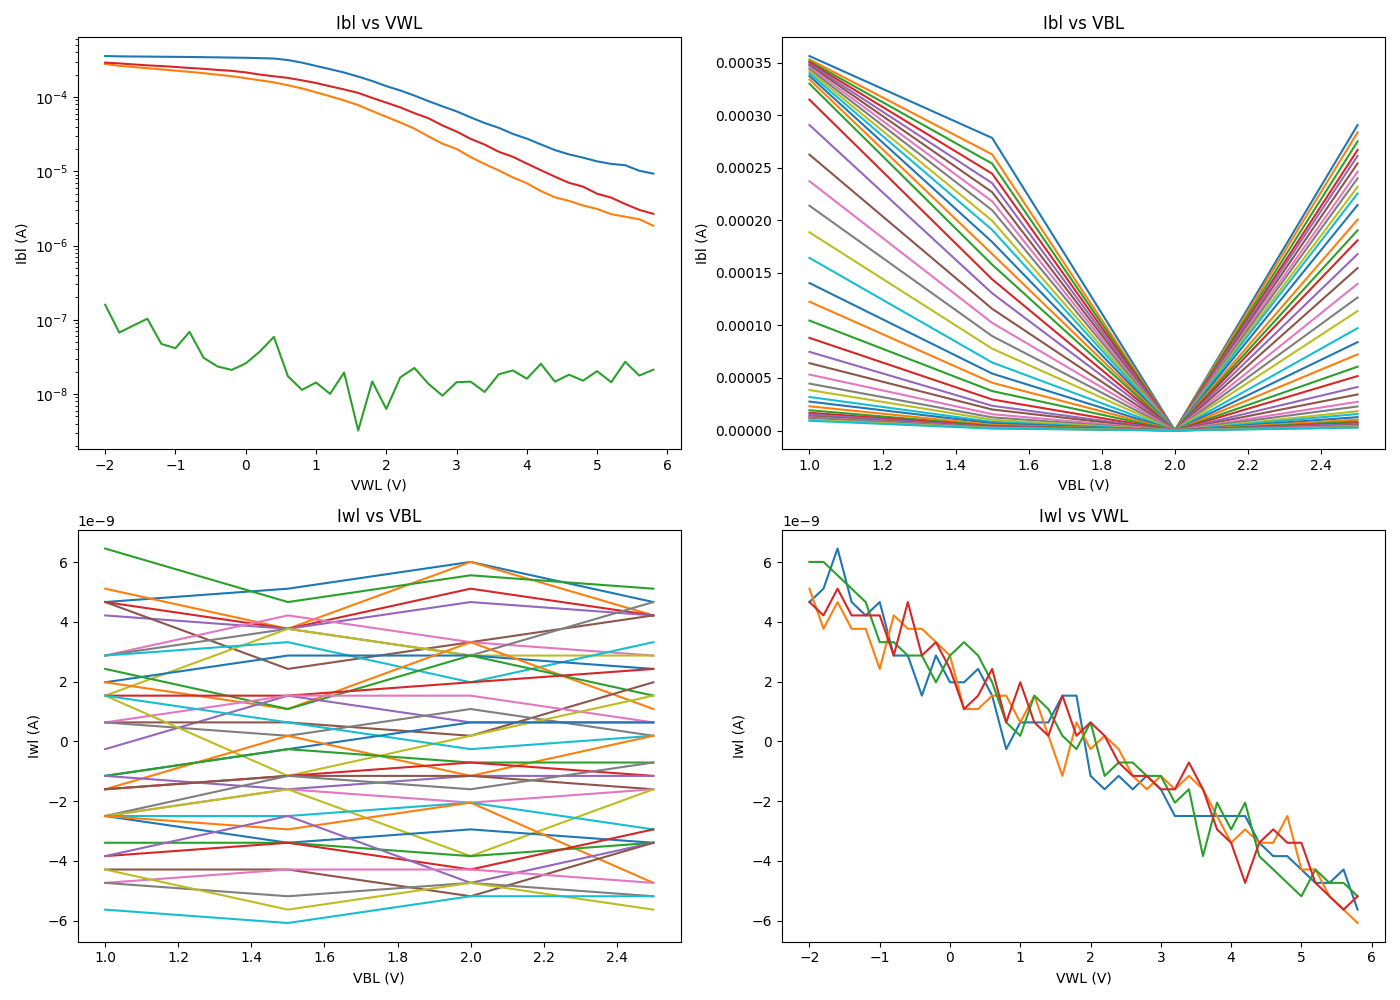 Ibl vs VWL
Ibl (A)
10⁻⁴
10⁻⁵
10⁻⁶
10⁻⁷
10⁻⁸
−2 −1 0 1 2 3 4 5 6
VWL (V)
Ibl vs VBL
Ibl (A)
0.00035
0.00030
0.00025
0.00020
0.00015
0.00010
0.00005
0.00000
1.0 1.2 1.4 1.6 1.8 2.0 2.2 2.4
VBL (V)
Iwl vs VBL
1e−9
Iwl (A)
6
4
2
0
−2
−4
−6
1.0 1.2 1.4 1.6 1.8 2.0 2.2 2.4
VBL (V)
Iwl vs VWL
1e−9
Iwl (A)
6
4
2
0
−2
−4
−6
−2 −1 0 1 2 3 4 5 6
VWL (V)